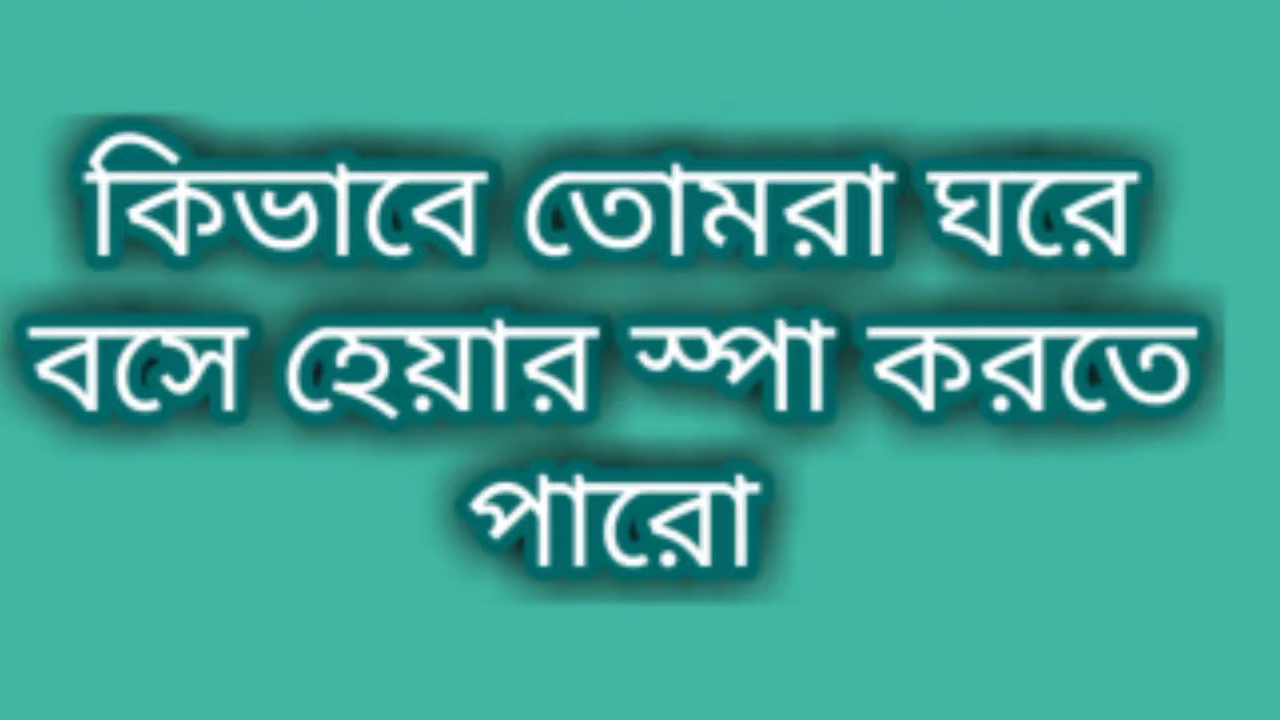 কিভাবে তোমরা ঘরে
বসে হেয়ার স্পা করতে
পারো